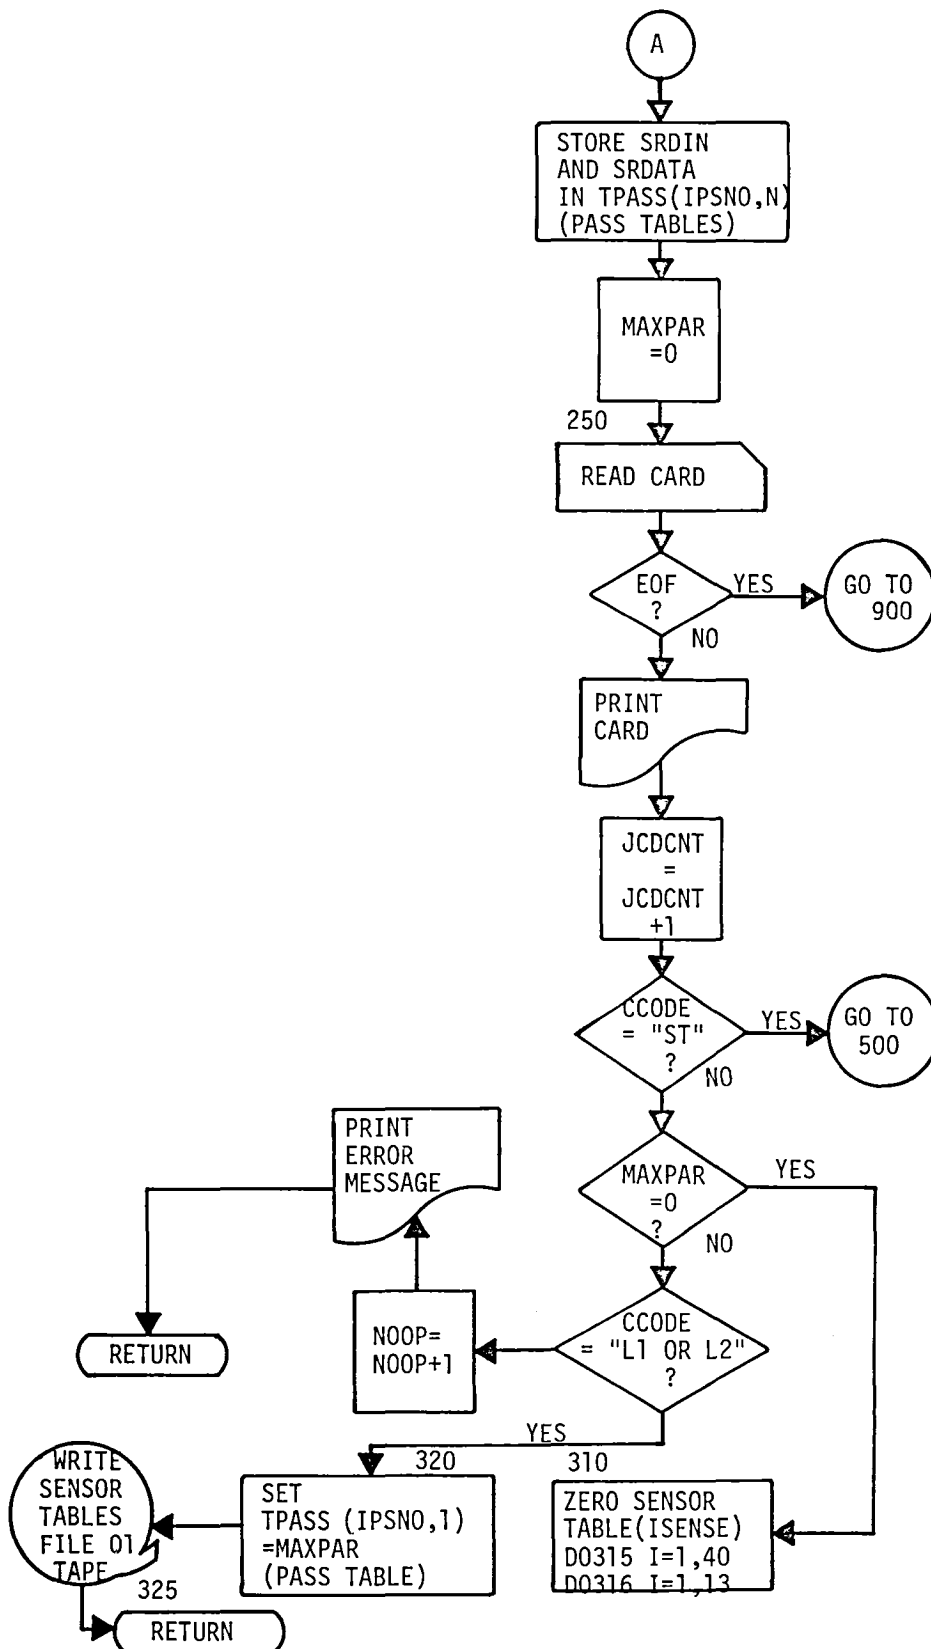 A
STORE SRDIN
AND SRDATA
IN TPASS(IPSNO,N)
(PASS TABLES)
MAXPAR
=0
250
READ CARD
EOF
?
YES
NO
GO TO
900
PRINT
CARD
JCDCNT
=
JCDCNT
+1
CCODE
= "ST"
?
YES
NO
GO TO
500
MAXPAR
=0
?
YES
NO
PRINT
ERROR
MESSAGE
RETURN
CCODE
= "L1 OR L2"
?
NOOP=
NOOP+1
YES
320
SET
TPASS (IPSNO,1)
=MAXPAR
(PASS TABLE)
310
ZERO SENSOR
TABLE(ISENSE)
DO315 I=1,40
DO316 I=1,13
WRITE
SENSOR
TABLES
FILE 01
TAPE
325
RETURN